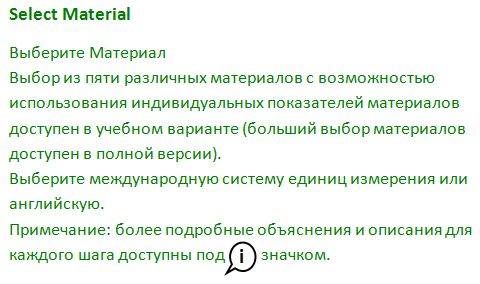 Select Material
Выберите Материал
Выбор из пяти различных материалов с возможностью
использования индивидуальных показателей материалов
доступен в учебном варианте (больший выбор материалов
доступен в полной версии).
Выберите международную систему единиц измерения или
английскую.
Примечание: более подробные объяснения и описания для
каждого шага доступны под i значком.